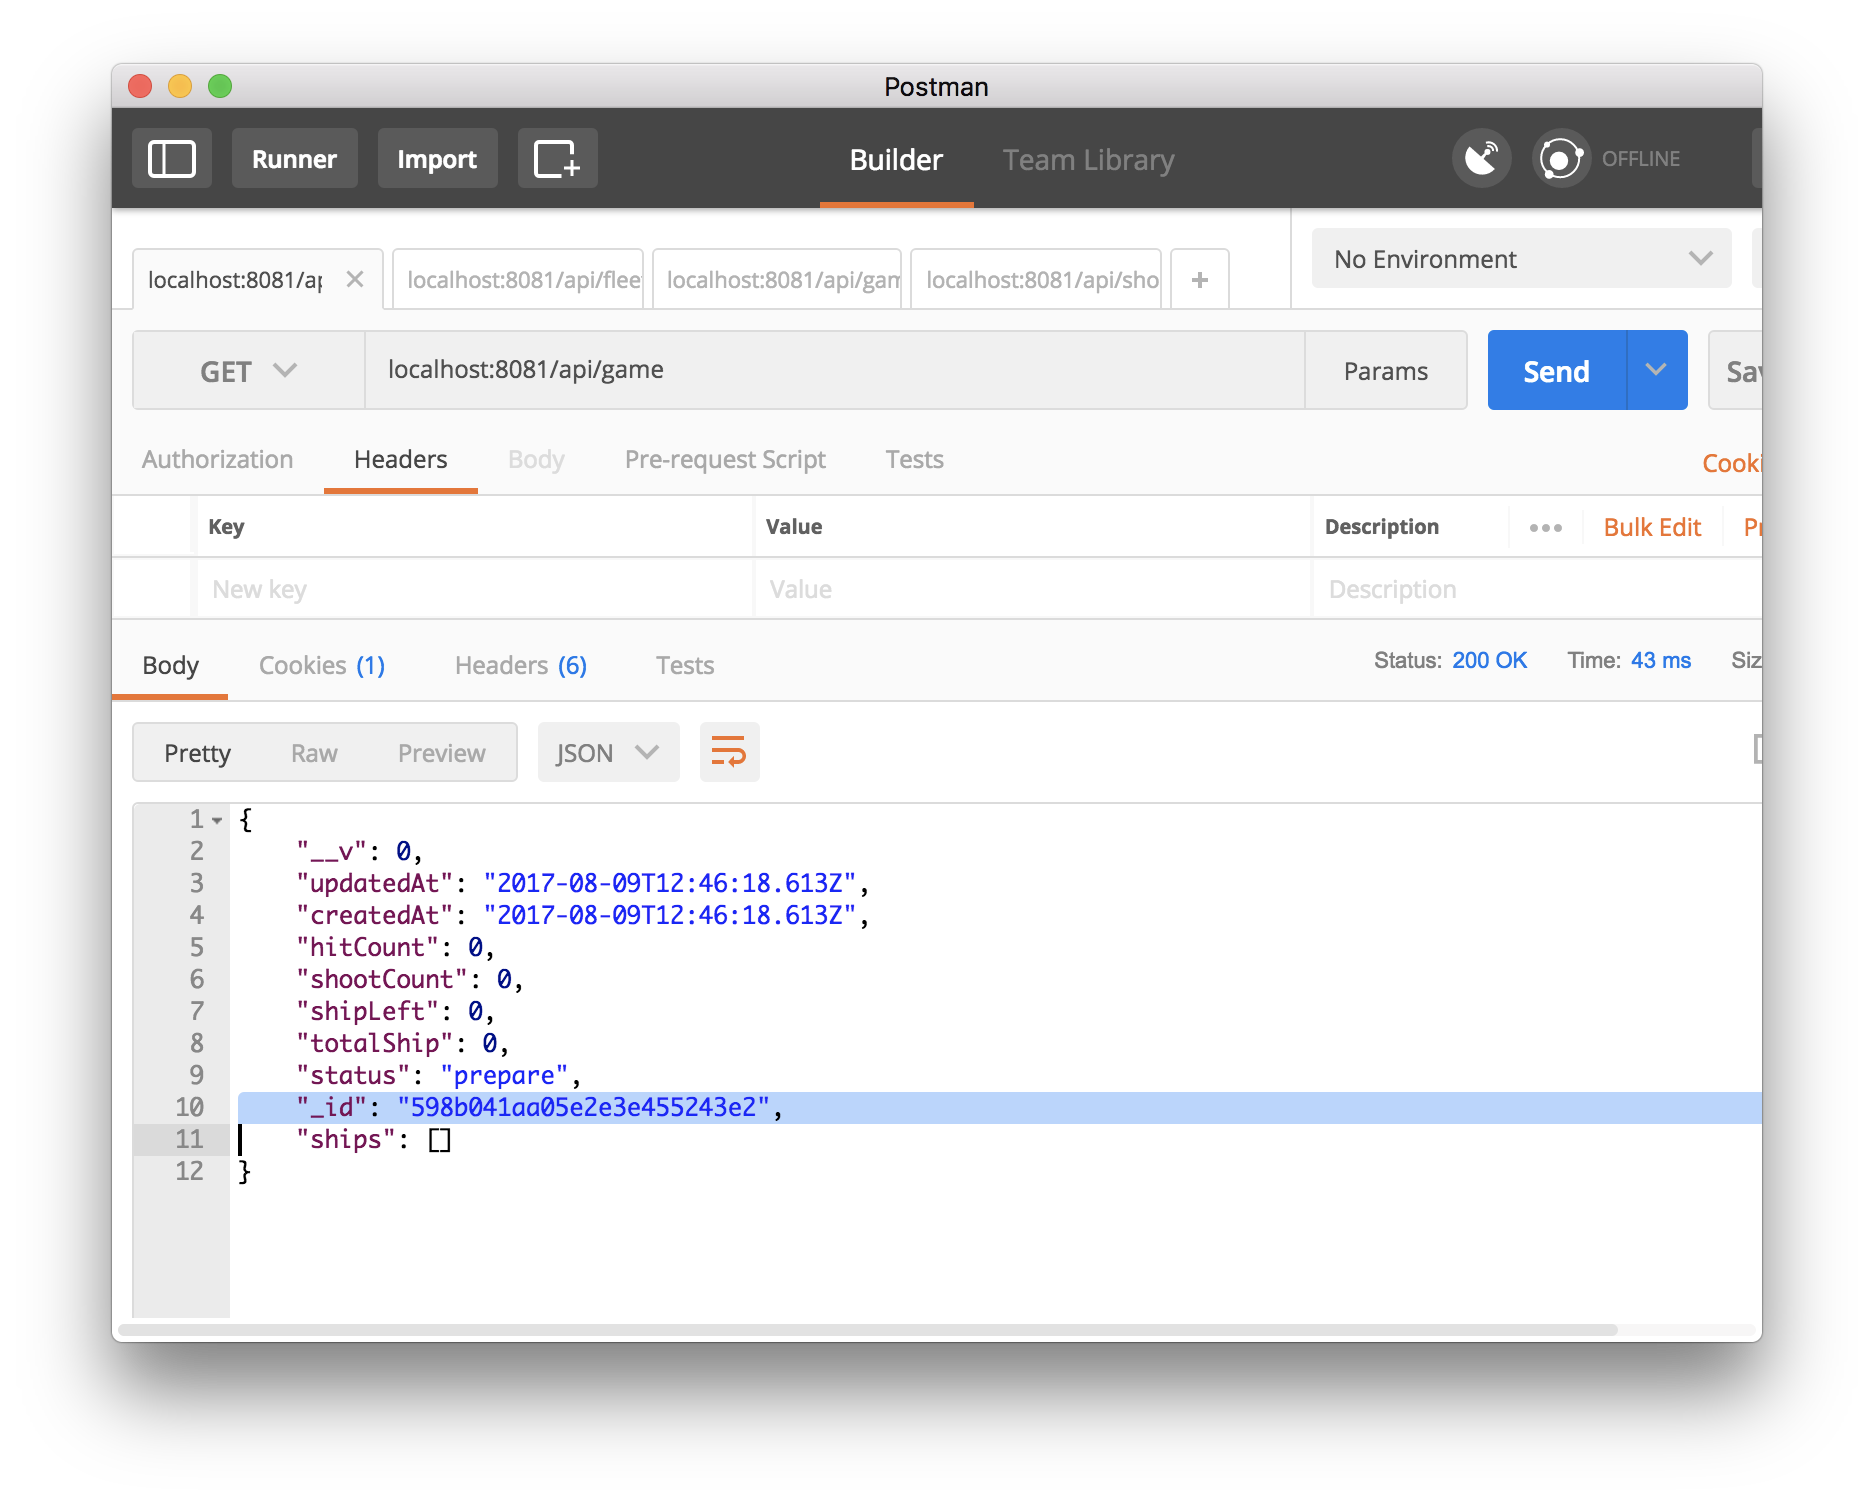 Postman
Runner Import Builder Team Library OFFLINE
localhost:8081/ap localhost:8081/api/flee localhost:8081/api/gam localhost:8081/api/sho + No Environment
GET localhost:8081/api/game Params Send Sav
Authorization Headers Body Pre-request Script Tests Cooki
Key Value Description Bulk Edit Pr
New key Value Description
Body Cookies (1) Headers (6) Tests Status: 200 OK Time: 43 ms Siz
Pretty Raw Preview JSON
1 {
2 "__v": 0,
3 "updatedAt": "2017-08-09T12:46:18.613Z",
4 "createdAt": "2017-08-09T12:46:18.613Z",
5 "hitCount": 0,
6 "shootCount": 0,
7 "shipLeft": 0,
8 "totalShip": 0,
9 "status": "prepare",
10 "_id": "598b041aa05e2e3e455243e2",
11 "ships": []
12 }